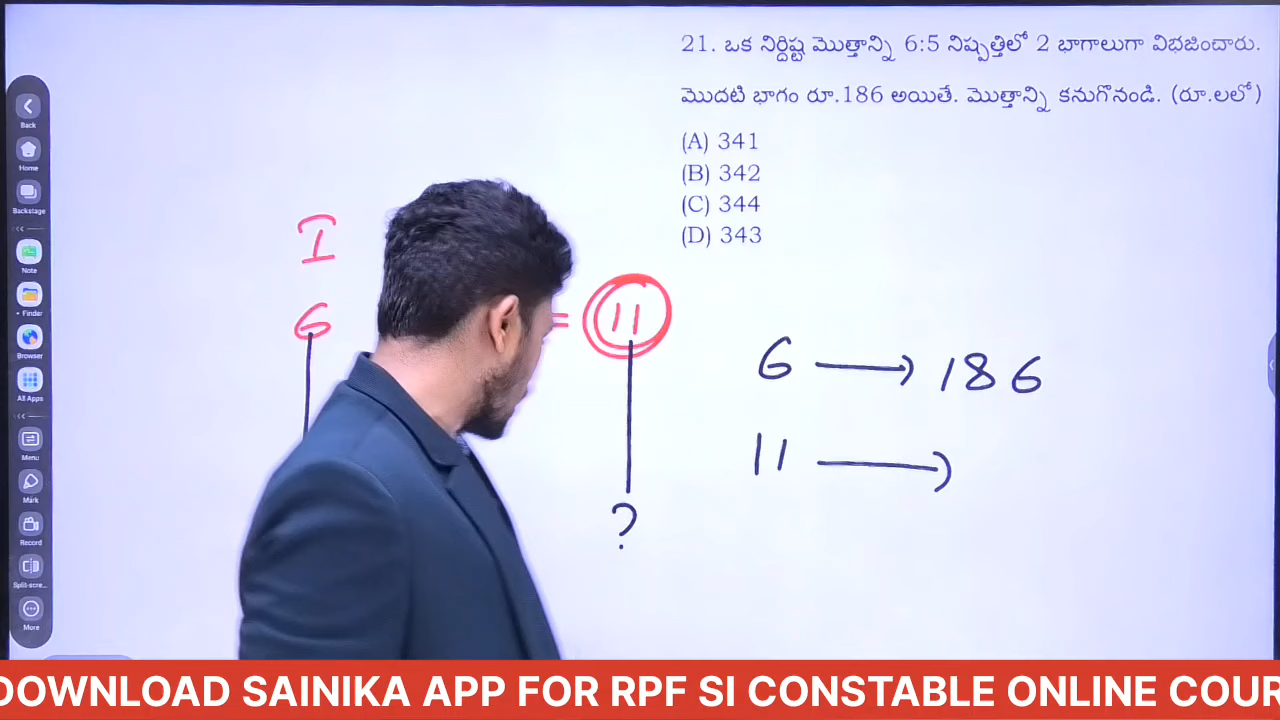 21. ఒక నిర్దిష్ట మొత్తాన్ని 6:5 నిష్పత్తిలో 2 భాగాలుగా విభజించారు.
మొదటి భాగం రూ.186 అయితే. మొత్తాన్ని కనుగొనండి. (రూ.లలో)
(A) 341
(B) 342
(C) 344
(D) 343
I
6 = 11
?
6 → 186
11 →
Back
Home
Backstage
Note
Finder
Browser
All Apps
Menu
Mark
Record
Split-scre...
More
DOWNLOAD SAINIKA APP FOR RPF SI CONSTABLE ONLINE COUR